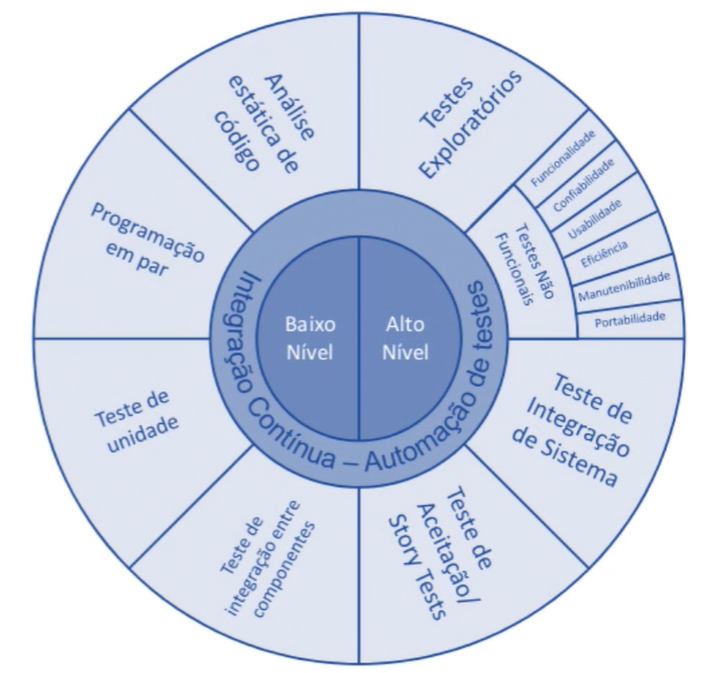 Análise
estática de
código
Testes
Exploratórios
Funcionalidade
Confiabilidade
Usabilidade
Eficiência
Manutenibilidade
Portabilidade
Testes Não
Funcionais
Programação
em par
Baixo
Nível
Alto
Nível
Integração Contínua – Automação de testes
Teste de
unidade
Teste de
Integração
de Sistema
Teste de
integração entre
componentes
Teste de
Aceitação/
Story Tests